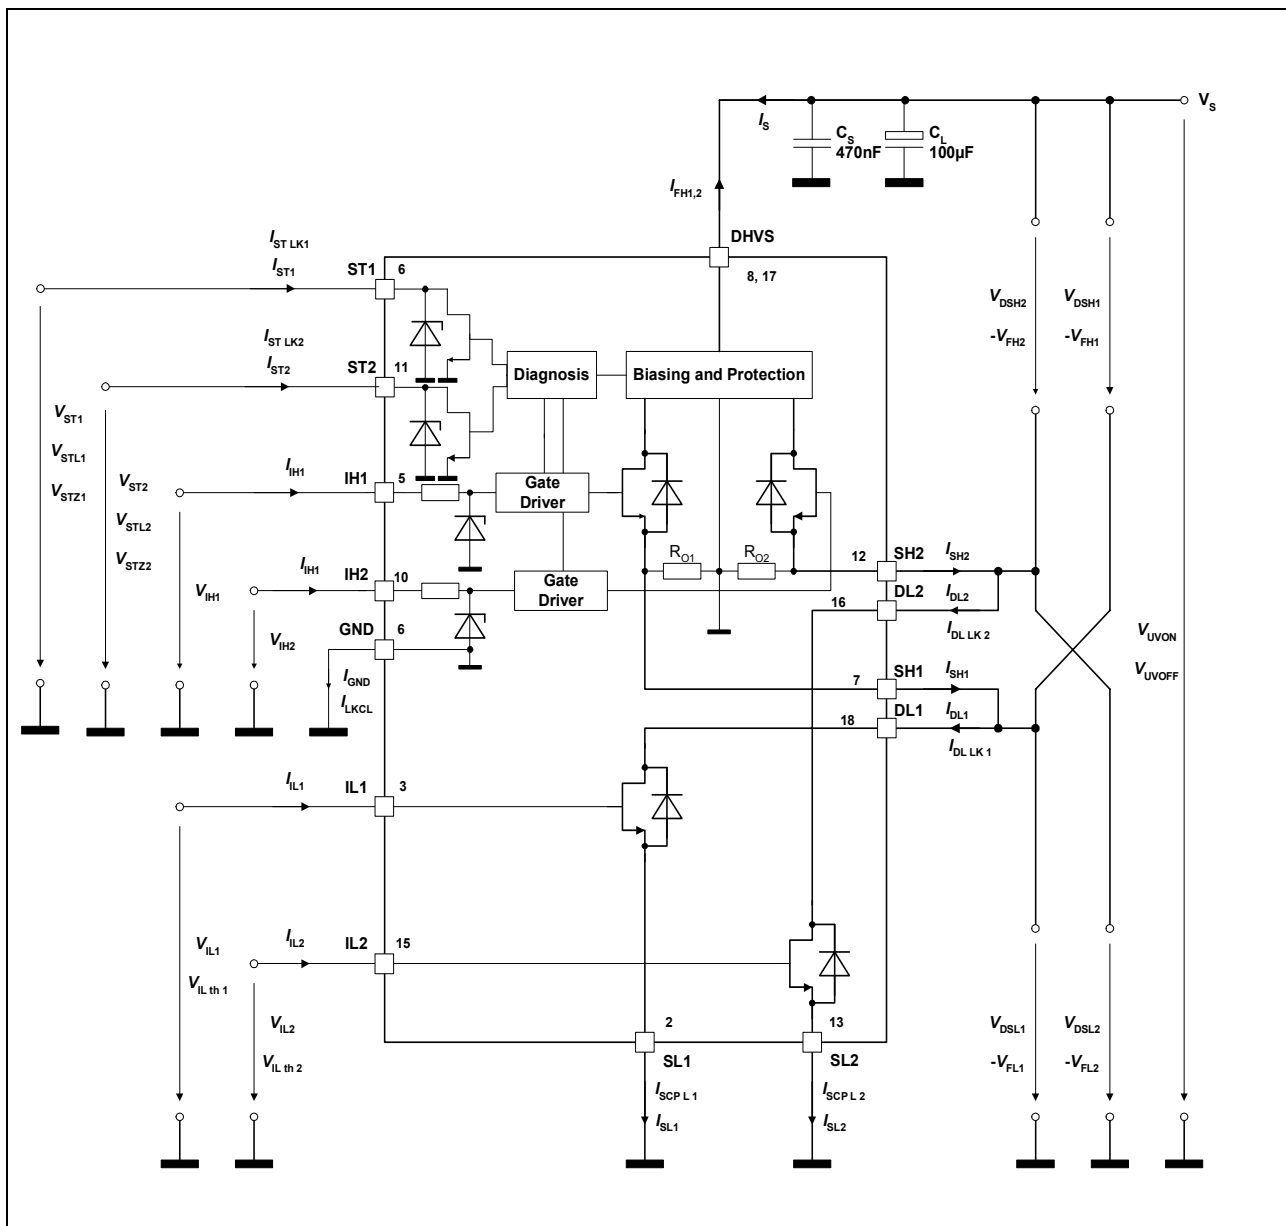 V_S
I_S
C_S
470nF
C_L
100µF
I_FH1,2
DHVS
8, 17
I_ST LK1
I_ST1
ST1
6
I_ST LK2
I_ST2
ST2
11
V_DSH2
-V_FH2
V_DSH1
-V_FH1
Diagnosis
Biasing and Protection
V_ST1
V_STL1
V_STZ1
V_ST2
V_STL2
V_STZ2
I_IH1
IH1
5
Gate
Driver
R_O1
R_O2
12
SH2
I_SH2
V_IH1
I_IH1
IH2
10
Gate
Driver
16
DL2
I_DL2
I_DL LK 2
V_IH2
GND
6
I_GND
I_LKCL
V_UVON
V_UVOFF
7
SH1
I_SH1
18
DL1
I_DL1
I_DL LK 1
I_IL1
IL1
3
V_IL1
V_IL th 1
I_IL2
IL2
15
V_IL2
V_IL th 2
2
SL1
13
SL2
V_DSL1
-V_FL1
V_DSL2
-V_FL2
I_SCP L 1
I_SL1
I_SCP L 2
I_SL2